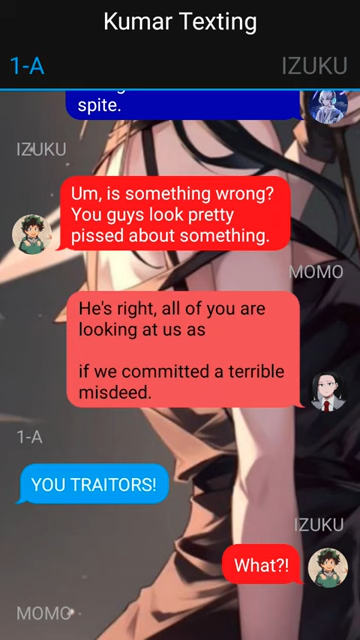 Kumar Texting
1-A
IZUKU
spite.
IZUKU
Um, is something wrong?
You guys look pretty
pissed about something.
MOMO
He's right, all of you are
looking at us as
if we committed a terrible
misdeed.
1-A
YOU TRAITORS!
IZUKU
What?!
MOMO